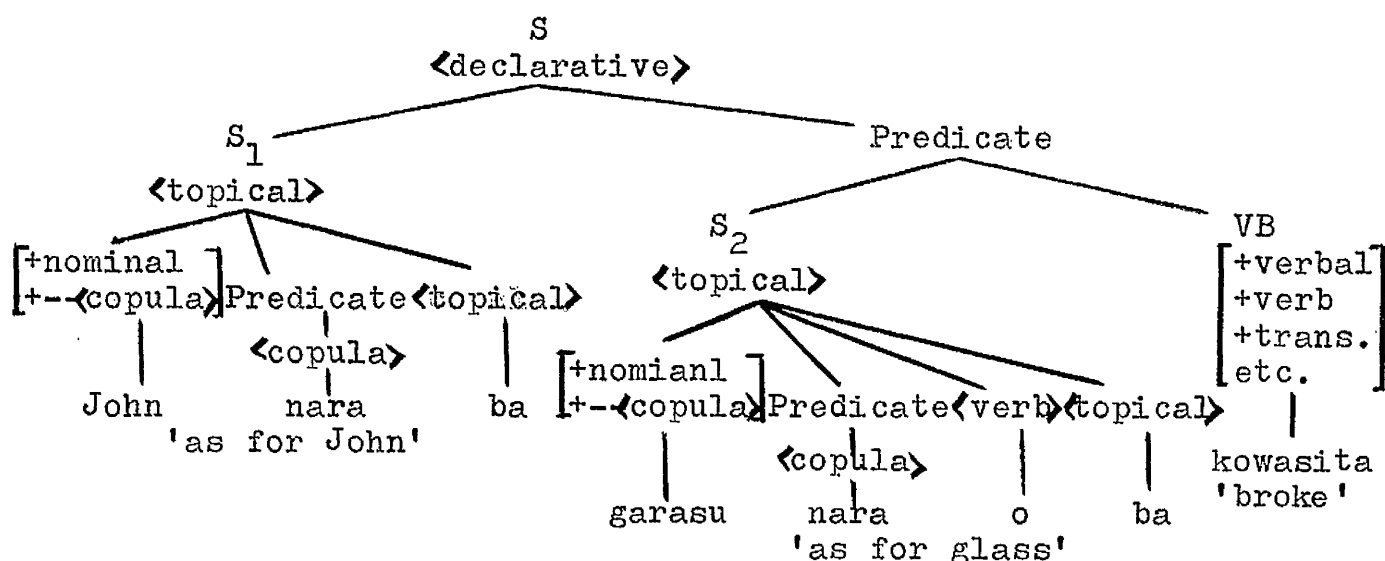 S
<declarative>
S1 Predicate
<topical>
S2 VB
<topical>
[+nominal
+--<copula>] Predicate <topical>
<copula>
John nara ba
'as for John'
[+nomianl
+--<copula>] Predicate <verb> <topical>
<copula>
garasu nara o ba
'as for glass'
[+verbal
+verb
+trans.
etc.]
kowasita
'broke'